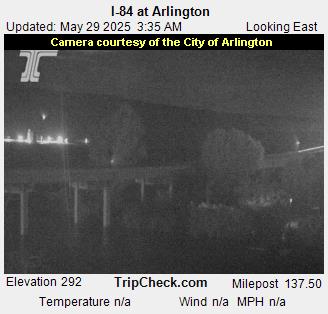 I-84 at Arlington
Updated: May 29 2025 3:35 AM Looking East
Camera courtesy of the City of Arlington
Elevation 292 TripCheck.com Milepost 137.50
Temperature n/a Wind n/a MPH n/a